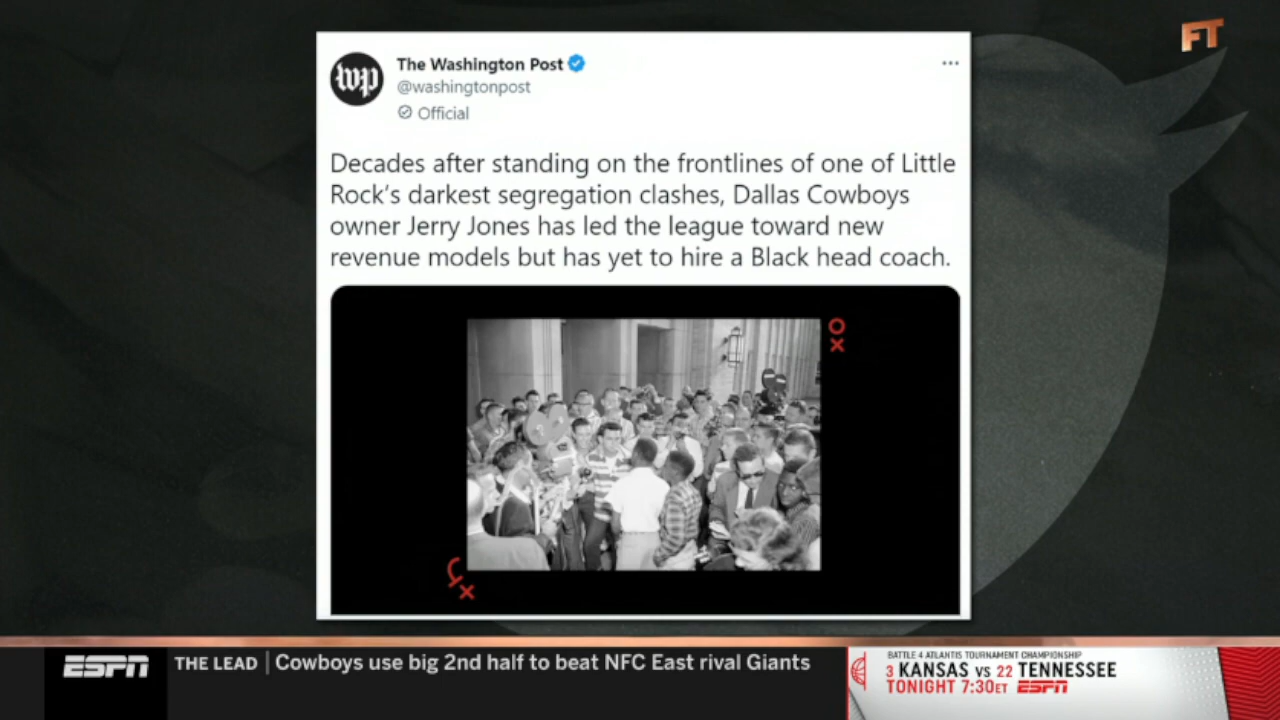 FT
wp
The Washington Post
@washingtonpost
Official
Decades after standing on the frontlines of one of Little
Rock's darkest segregation clashes, Dallas Cowboys
owner Jerry Jones has led the league toward new
revenue models but has yet to hire a Black head coach.
ESPN
THE LEAD | Cowboys use big 2nd half to beat NFC East rival Giants
BATTLE 4 ATLANTIS TOURNAMENT CHAMPIONSHIP
3 KANSAS VS 22 TENNESSEE
TONIGHT 7:30ET ESPN